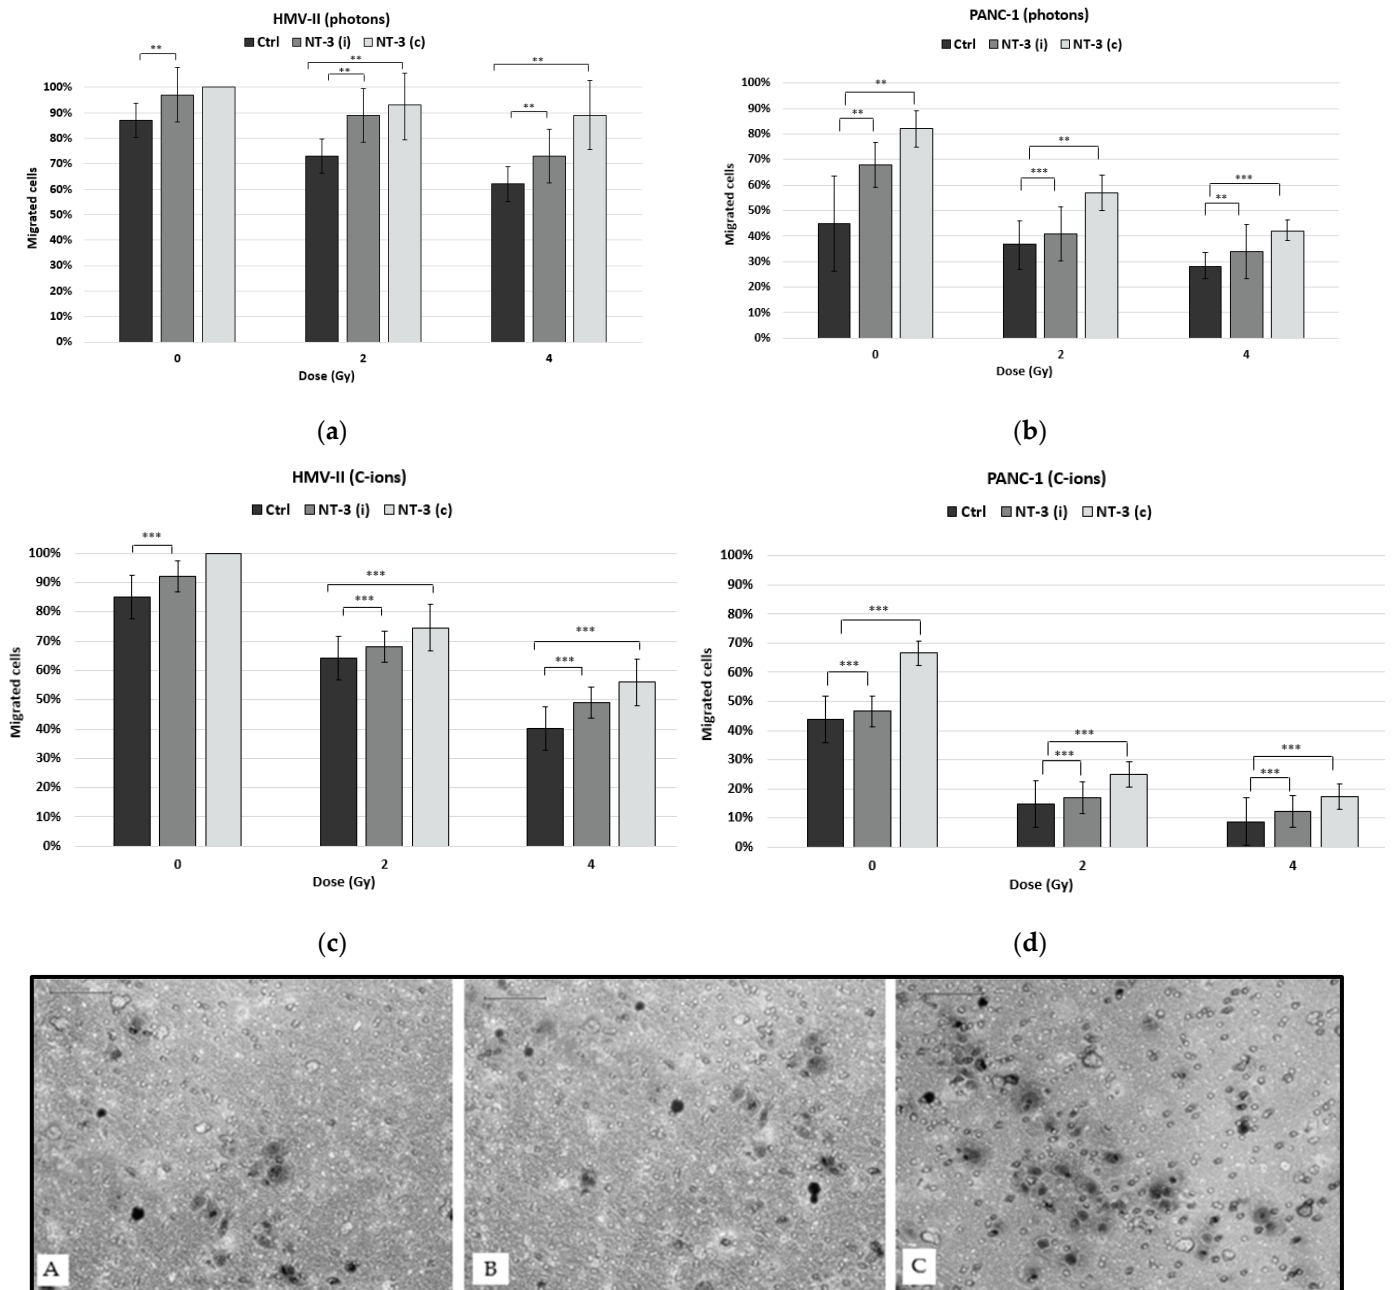 HMV-II (photons)
Ctrl NT-3 (i) NT-3 (c)
**
**
**
**
**
100%
90%
80%
70%
60%
50%
40%
30%
20%
10%
0%
Migrated cells
0 2 4
Dose (Gy)
(a)
PANC-1 (photons)
Ctrl NT-3 (i) NT-3 (c)
**
**
**
***
***
**
100%
90%
80%
70%
60%
50%
40%
30%
20%
10%
0%
Migrated cells
0 2 4
Dose (Gy)
(b)
HMV-II (C-ions)
Ctrl NT-3 (i) NT-3 (c)
***
***
***
***
***
100%
90%
80%
70%
60%
50%
40%
30%
20%
10%
0%
Migrated cells
0 2 4
Dose (Gy)
(c)
PANC-1 (C-ions)
Ctrl NT-3 (i) NT-3 (c)
***
***
***
***
***
***
100%
90%
80%
70%
60%
50%
40%
30%
20%
10%
0%
Migrated cells
0 2 4
Dose (Gy)
(d)
A B C